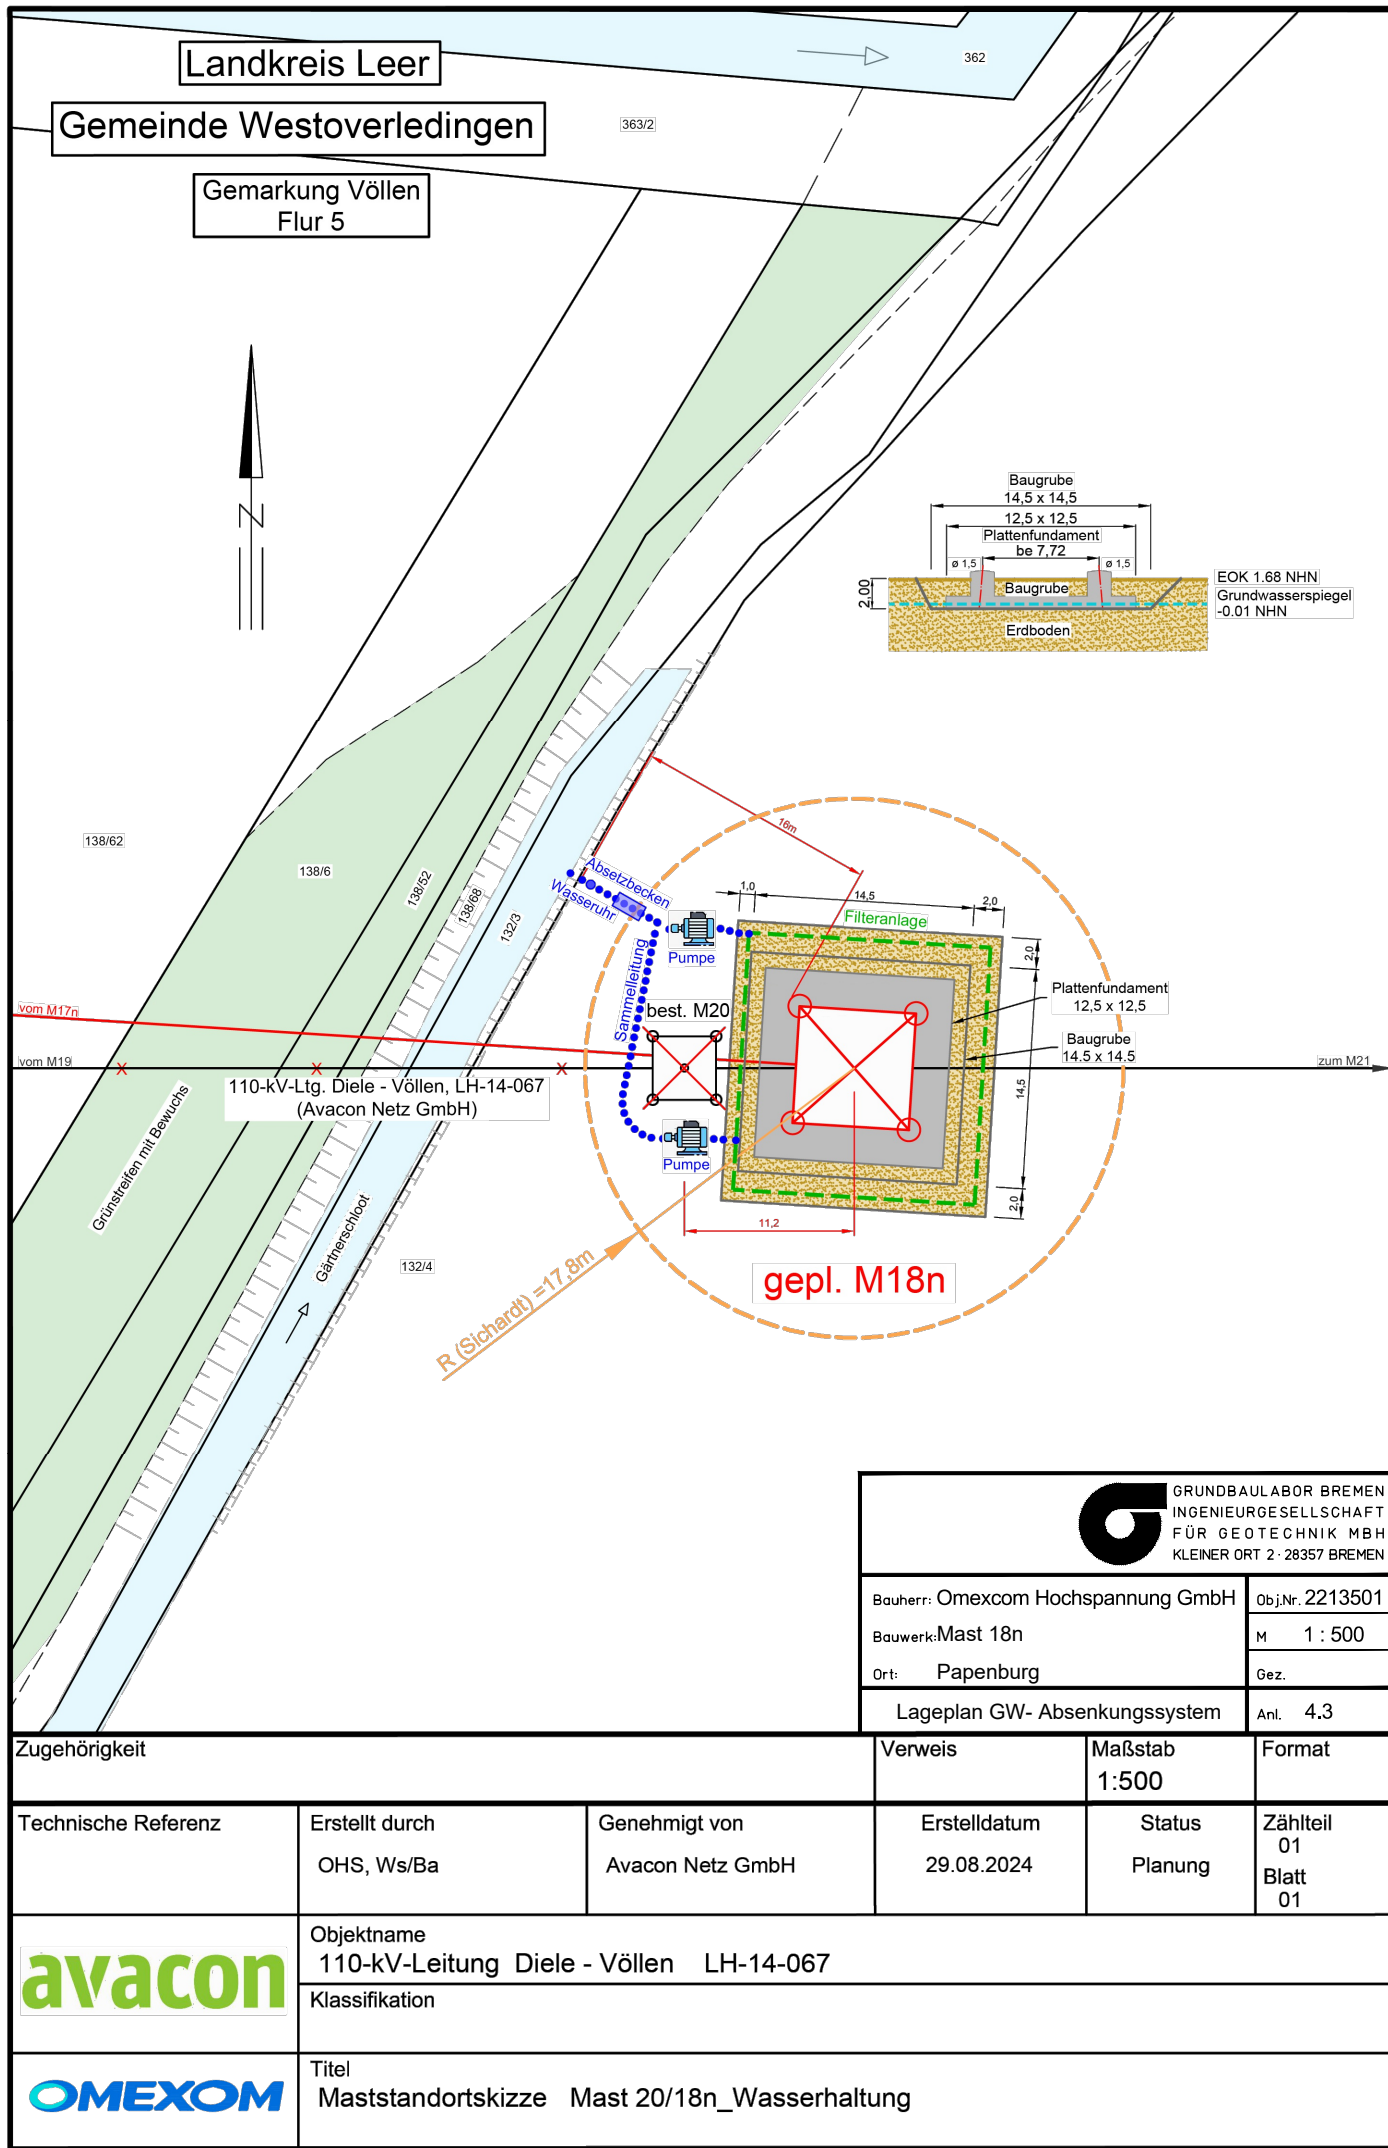 Landkreis Leer
Gemeinde Westoverledingen
Gemarkung Völlen
Flur 5
362
363/2
N
Baugrube
14,5 x 14,5
12,5 x 12,5
Plattenfundament
be 7,72
ø 1,5
ø 1,5
2,00
Baugrube
Erdboden
EOK 1.68 NHN
Grundwasserspiegel
-0.01 NHN
138/62
138/6
138/52
138/68
132/3
16m
Absetzbecken
Wasseruhr
Sammelleitung
Pumpe
1,0
14,5
2,0
Filteranlage
2,0
Plattenfundament
12,5 x 12,5
Baugrube
14.5 x 14.5
14,5
2,0
best. M20
vom M17n
vom M19
zum M21
X
X
X
110-kV-Ltg. Diele - Völlen, LH-14-067
(Avacon Netz GmbH)
Pumpe
11,2
Grünstreifen mit Bewuchs
Gärtnerschloot
132/4
R (Sichardt) =17,8m
gepl. M18n
GRUNDBAULABOR BREMEN
INGENIEURGESELLSCHAFT
FÜR GEOTECHNIK MBH
KLEINER ORT 2 · 28357 BREMEN
Bauherr: Omexcom Hochspannung GmbH
Obj.Nr. 2213501
Bauwerk: Mast 18n
M 1 : 500
Ort: Papenburg
Gez.
Lageplan GW- Absenkungssystem
Anl. 4.3
Zugehörigkeit
Verweis
Maßstab
1:500
Format
Technische Referenz
Erstellt durch
OHS, Ws/Ba
Genehmigt von
Avacon Netz GmbH
Erstelldatum
29.08.2024
Status
Planung
Zählteil
01
Blatt
01
avacon
Objektname
110-kV-Leitung Diele - Völlen LH-14-067
Klassifikation
OMEXOM
Titel
Maststandortskizze Mast 20/18n_Wasserhaltung